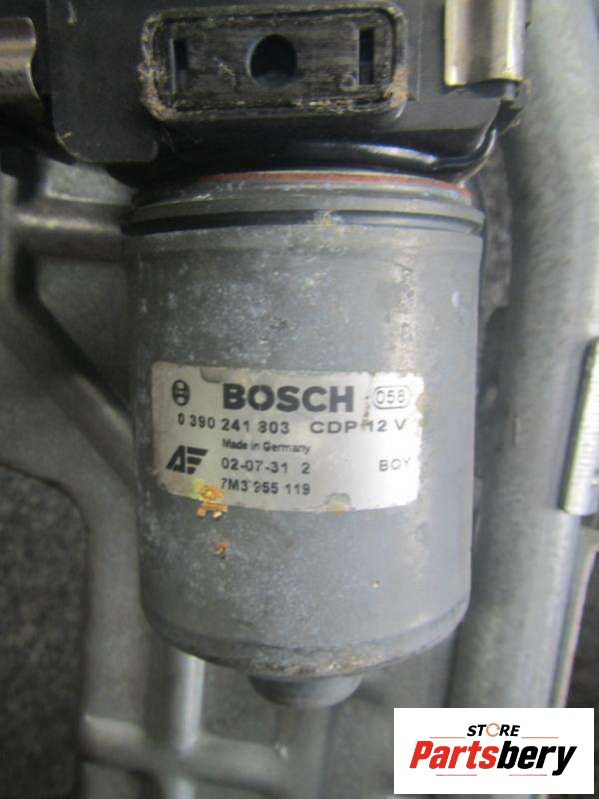 BOSCH 058
0 390 241 803 CDP 12 V
Made in Germany
02-07-31 2 BOY
7M3 955 119
STORE
Partsbery